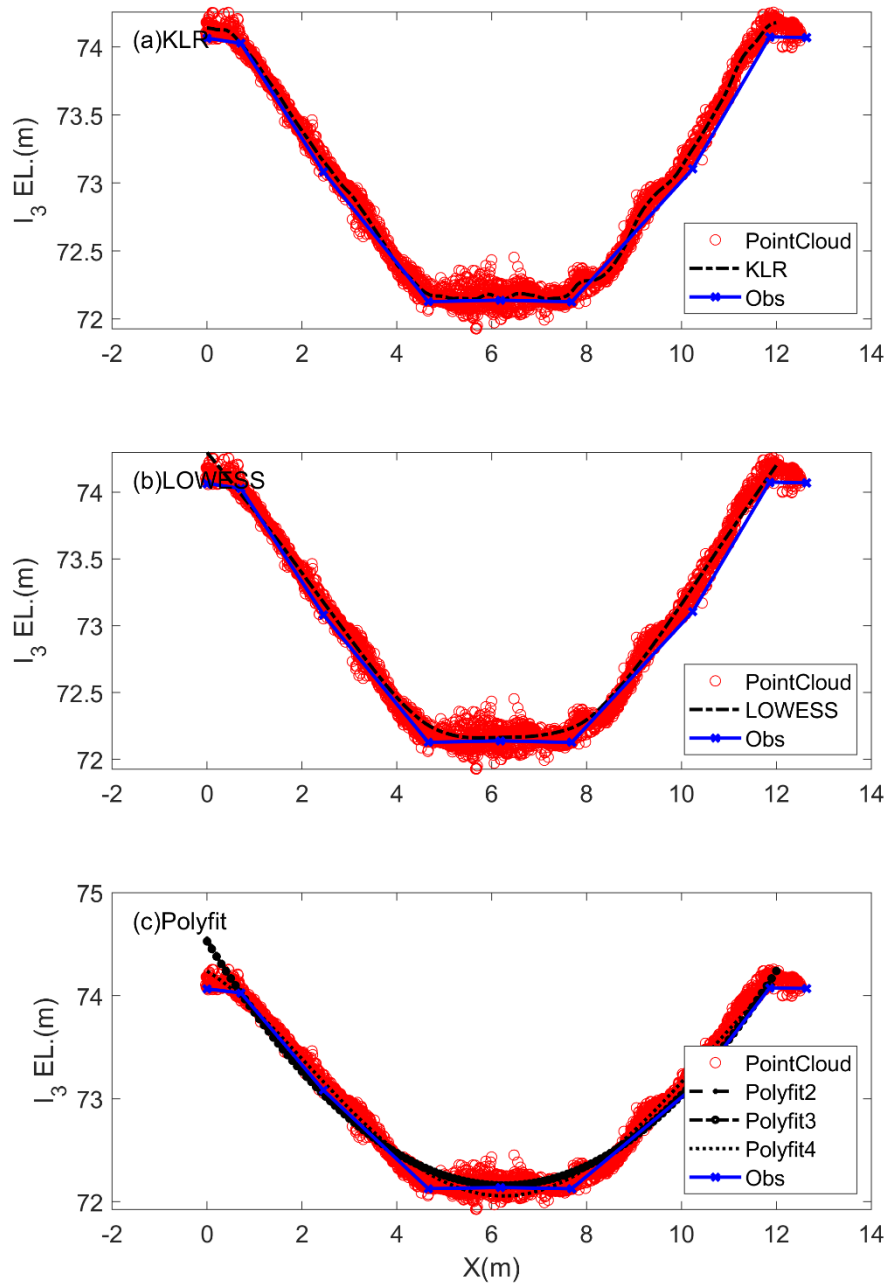 (a)KLR
74
73.5
73
72.5
72
I3 EL.(m)
PointCloud
KLR
Obs
-2 0 2 4 6 8 10 12 14
(b)LOWESS
74
73.5
73
72.5
72
I3 EL.(m)
PointCloud
LOWESS
Obs
-2 0 2 4 6 8 10 12 14
(c)Polyfit
75
74
73
72
I3 EL.(m)
PointCloud
Polyfit2
Polyfit3
Polyfit4
Obs
-2 0 2 4 6 8 10 12 14
X(m)